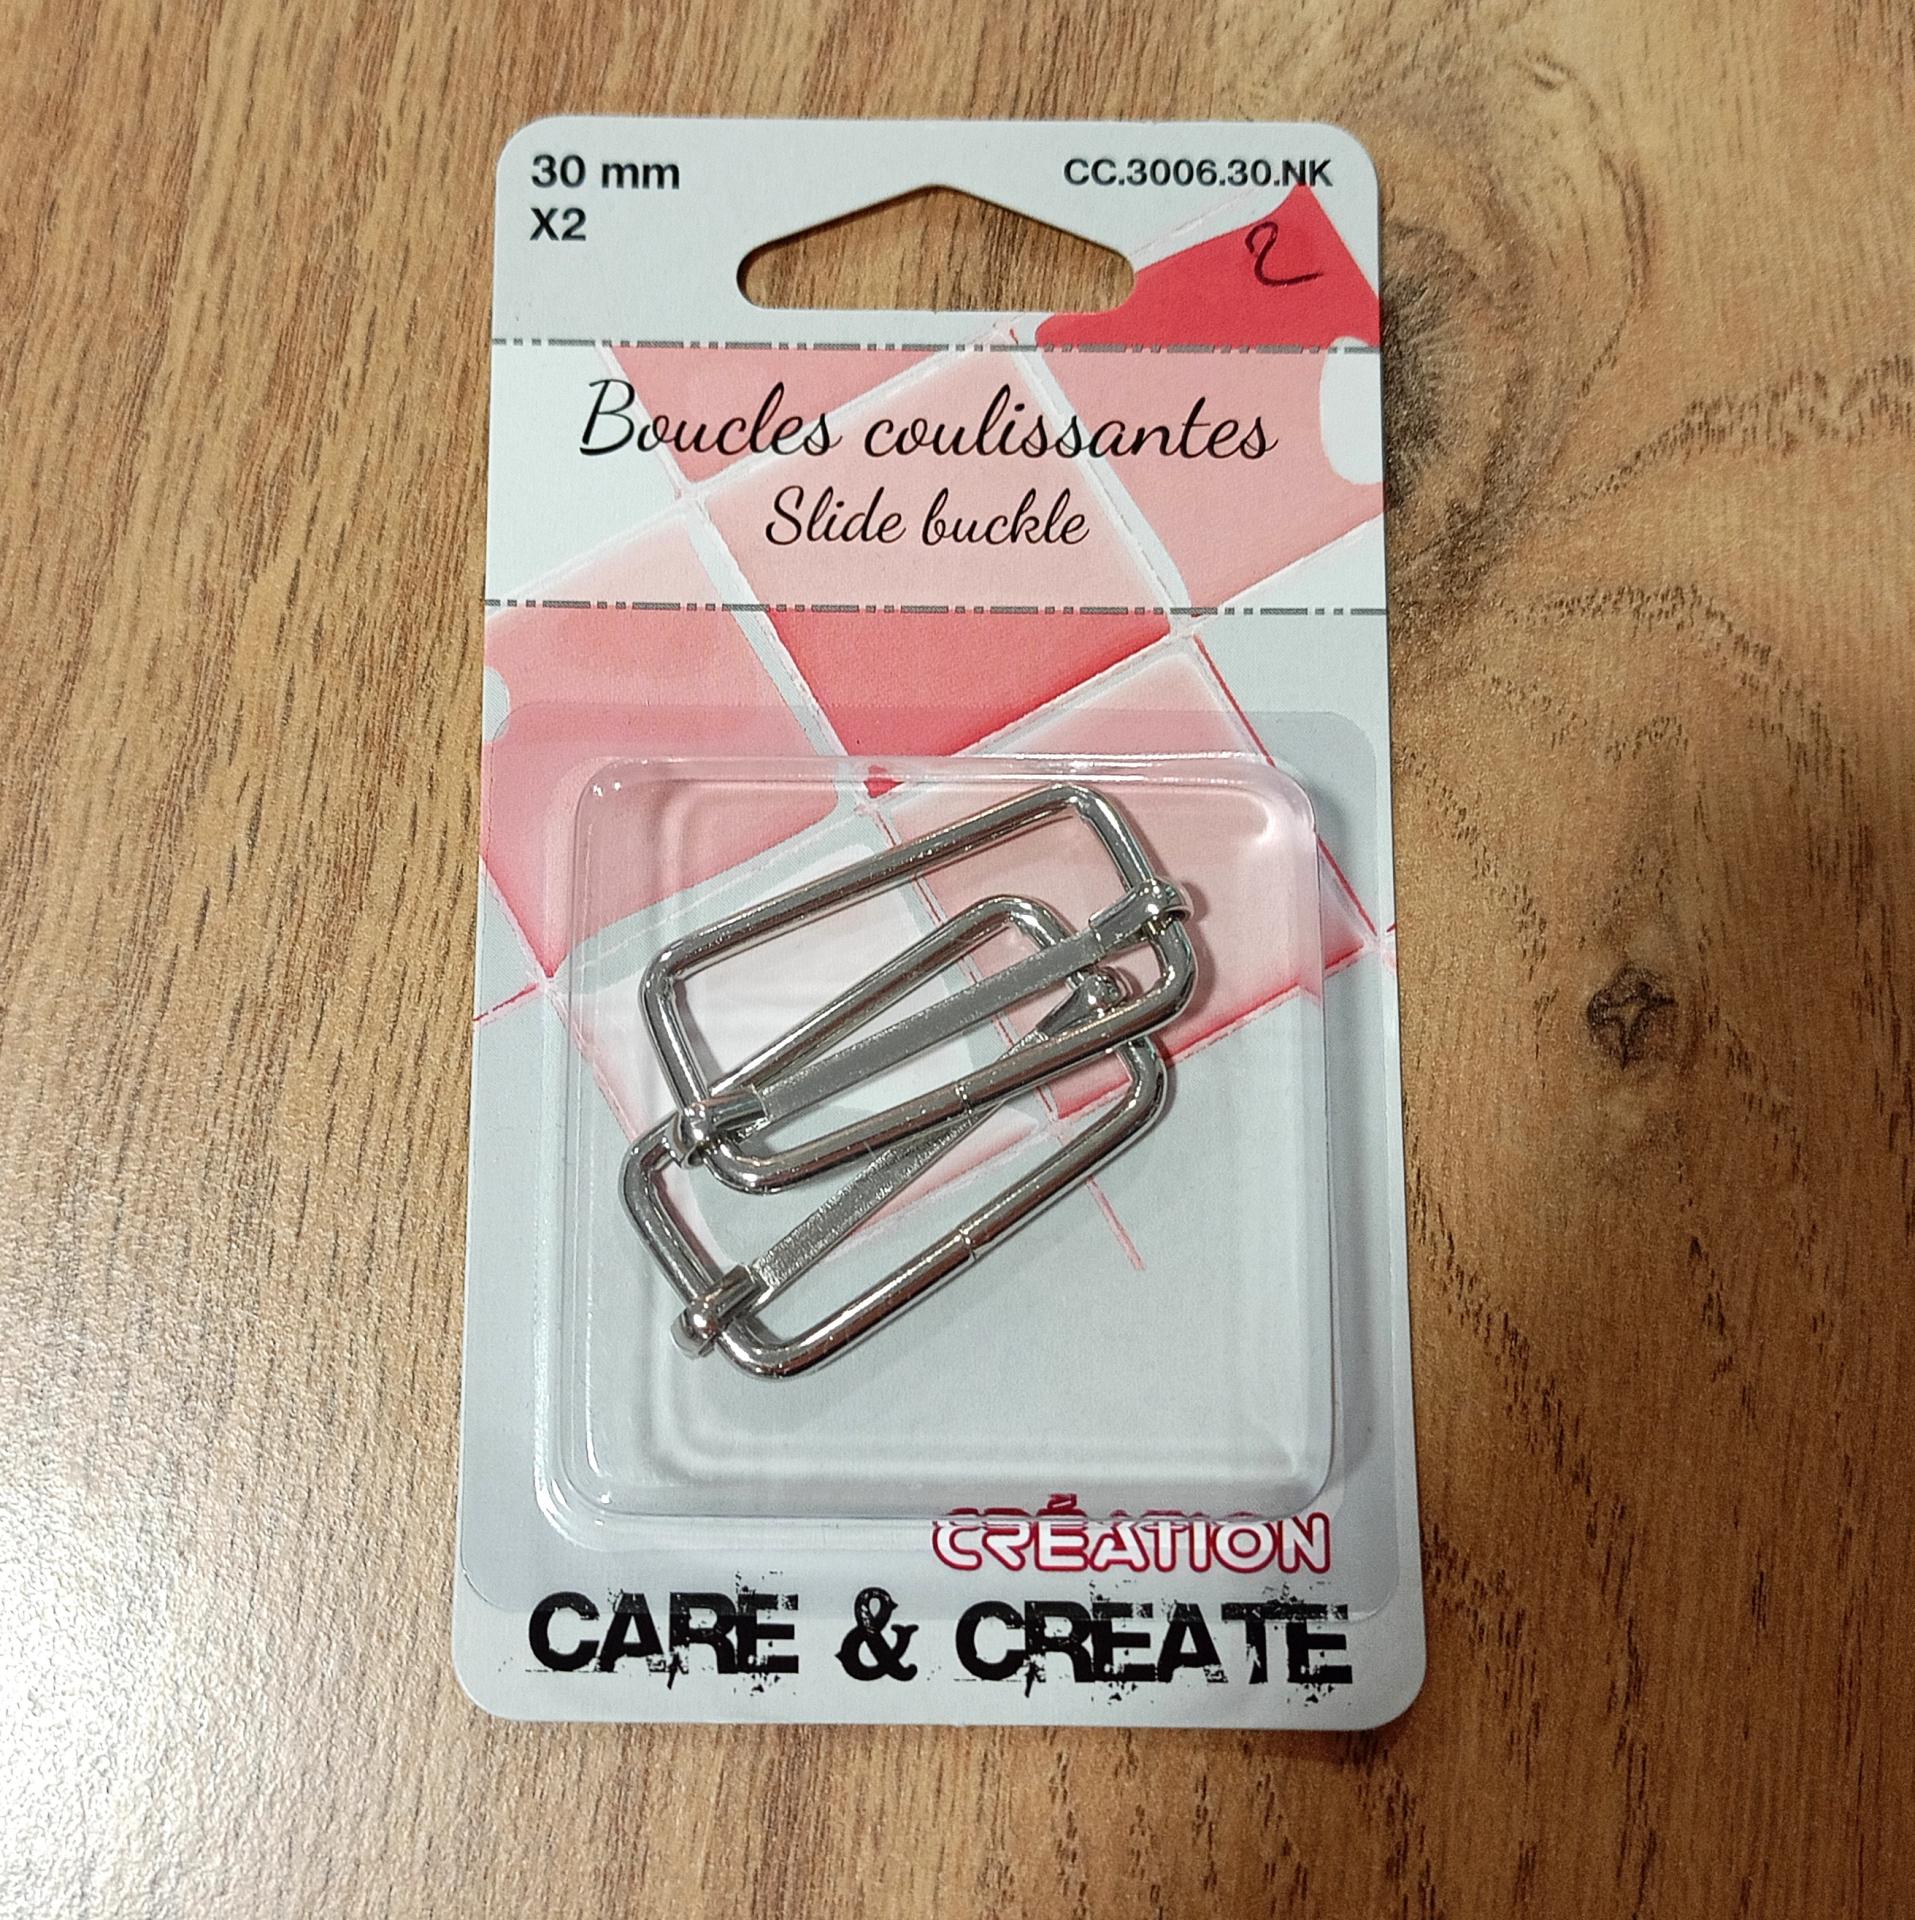 30 mm
X2
CC.3006.30.NK
2
Boucles coulissantes
Slide buckle
CRÉATION
CARE & CREATE